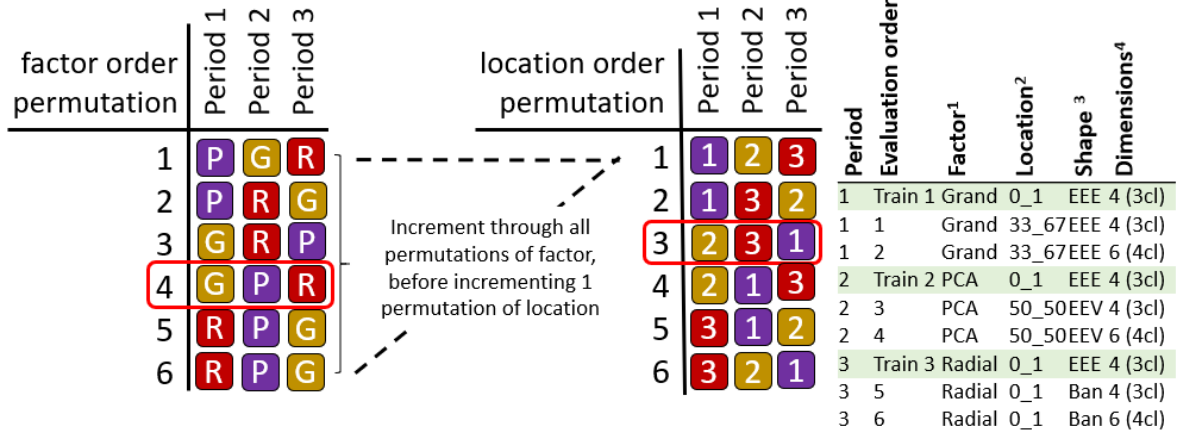 factor order
permutation
Period 1
Period 2
Period 3
1 P G R
2 P R G
3 G R P
4 G P R
5 R P G
6 R P G
Increment through all
permutations of factor,
before incrementing 1
permutation of location
location order
permutation
Period 1
Period 2
Period 3
1 1 2 3
2 1 3 2
3 2 3 1
4 2 1 3
5 3 1 2
6 3 2 1
Period
Evaluation order
Factor1
Location2
Shape 3
Dimensions4
1 Train 1 Grand 0_1 EEE 4 (3cl)
1 1 Grand 33_67 EEE 4 (3cl)
1 2 Grand 33_67 EEE 6 (4cl)
2 Train 2 PCA 0_1 EEE 4 (3cl)
2 3 PCA 50_50 EEV 4 (3cl)
2 4 PCA 50_50 EEV 6 (4cl)
3 Train 3 Radial 0_1 EEE 4 (3cl)
3 5 Radial 0_1 Ban 4 (3cl)
3 6 Radial 0_1 Ban 6 (4cl)